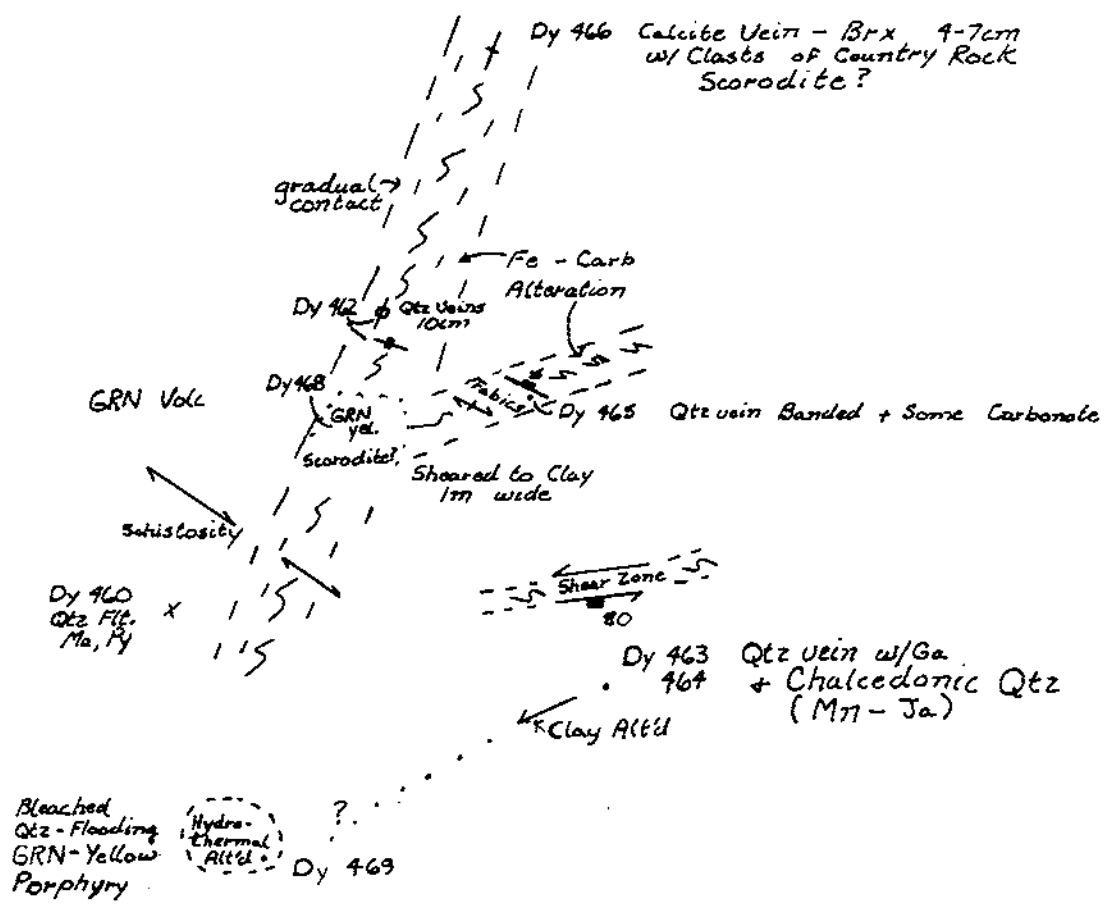 Dy 466 Calcite Vein - Brx 4-7cm
w/ Clasts of Country Rock
Scorodite?
gradual
contact
Fe - Carb
Alteration
Dy 462
Qtz Veins
10cm
Dy 468
GRN Volc
GRN
yel.
Scorodite?
Fabics
Dy 465 Qtz vein Banded + Some Carbonate
Sheared to Clay
1m wide
Schistosity
Dy 460
Qtz Flt.
Ma, Py
Shear Zone
80
Dy 463 Qtz vein w/Ga
464 + Chalcedonic Qtz
(Mn - Ja)
Clay Alt'd
?
Bleached
Qtz - Flooding
GRN - Yellow
Porphyry
Hydro-
thermal
Alt'd
Dy 469